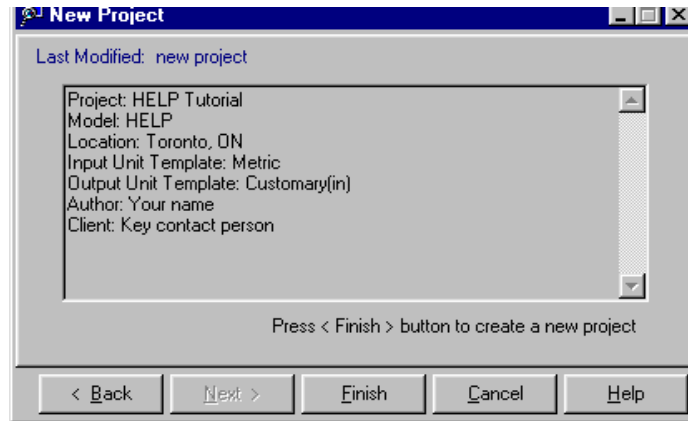 New Project
Last Modified: new project
Project: HELP Tutorial
Model: HELP
Location: Toronto, ON
Input Unit Template: Metric
Output Unit Template: Customary(in)
Author: Your name
Client: Key contact person
Press < Finish > button to create a new project
< Back Next > Finish Cancel Help